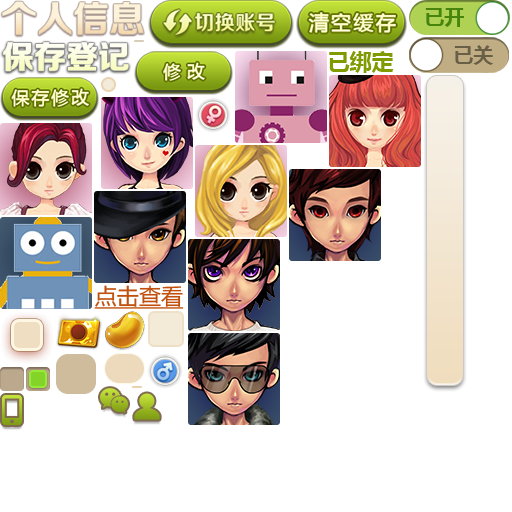 个人信息
切换账号
清空缓存
已开
保存登记
修改
已绑定
已关
保存修改
点击查看